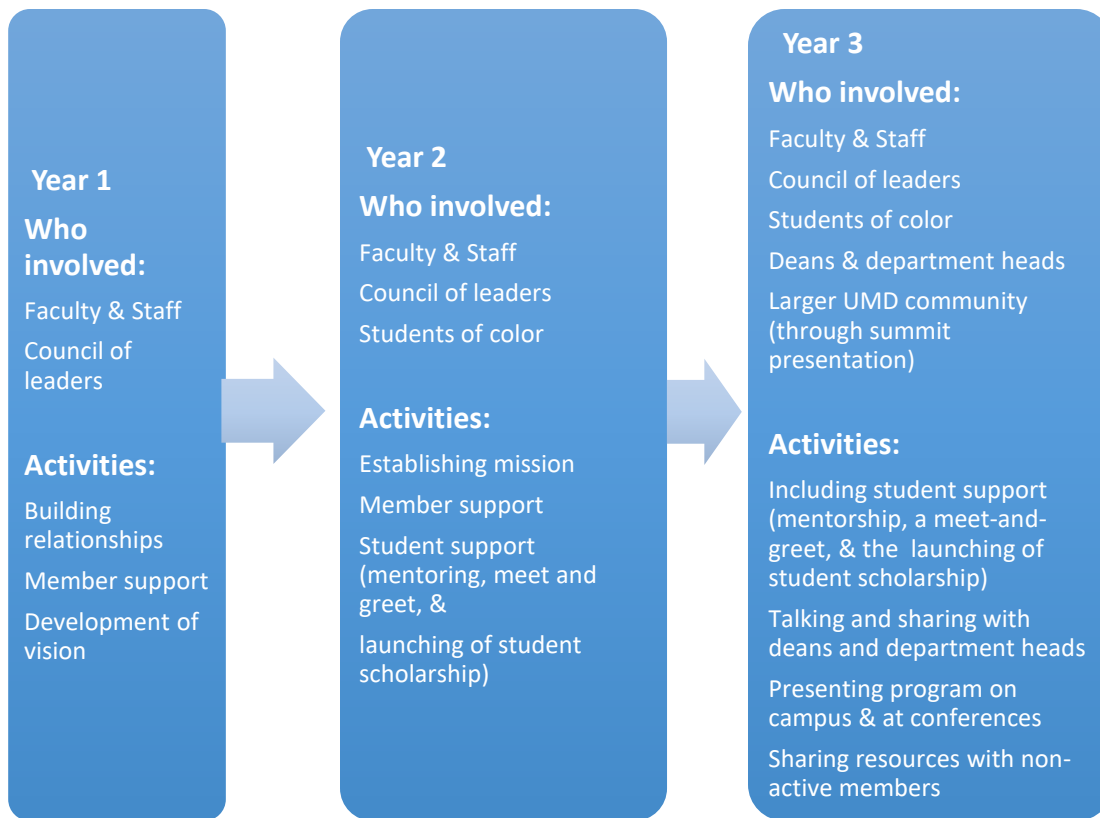 Year 1
Who
involved:
Faculty & Staff
Council of
leaders
Activities:
Building
relationships
Member support
Development of
vision
Year 2
Who involved:
Faculty & Staff
Council of leaders
Students of color
Activities:
Establishing mission
Member support
Student support
(mentoring, meet and
greet, &
launching of student
scholarship)
Year 3
Who involved:
Faculty & Staff
Council of leaders
Students of color
Deans & department heads
Larger UMD community
(through summit
presentation)
Activities:
Including student support
(mentorship, a meet-and-
greet, & the launching of
student scholarship)
Talking and sharing with
deans and department heads
Presenting program on
campus & at conferences
Sharing resources with non-
active members